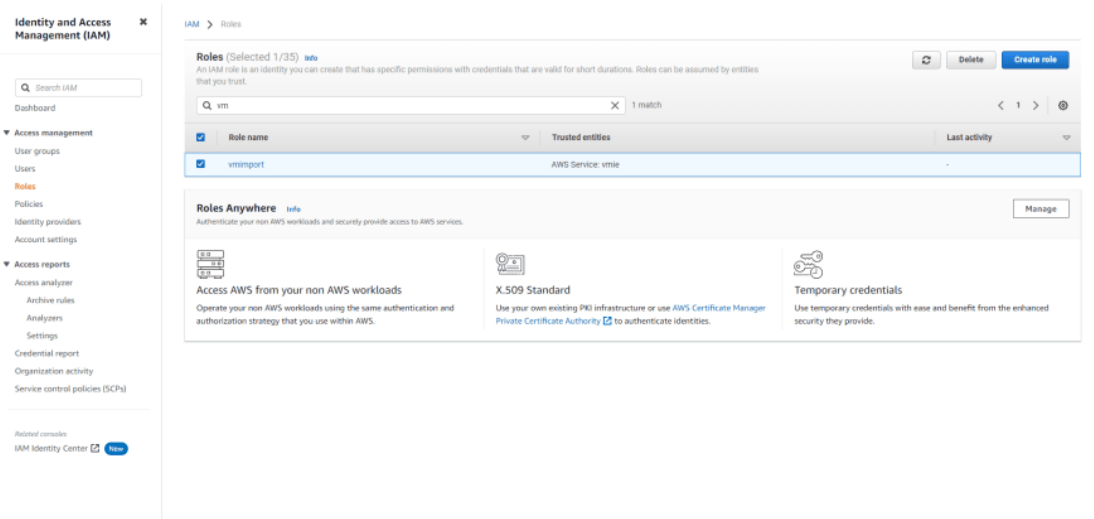 Identity and Access
Management (IAM)
Search IAM
Dashboard
Access management
User groups
Users
Roles
Policies
Identity providers
Account settings
Access reports
Access analyzer
Archive rules
Analyzers
Settings
Credential report
Organization activity
Service control policies (SCPs)
Related consoles
IAM Identity Center New
IAM > Roles
Roles (Selected 1/35) Info
An IAM role is an identity you can create that has specific permissions with credentials that are valid for short durations. Roles can be assumed by entities
that you trust.
Delete
Create role
vm
1 match
1
Role name Trusted entities Last activity
vmimport AWS Service: vmie -
Roles Anywhere Info
Authenticate your non AWS workloads and securely provide access to AWS services.
Manage
Access AWS from your non AWS workloads
Operate your non AWS workloads using the same authentication and
authorization strategy that you use within AWS.
X.509 Standard
Use your own existing PKI infrastructure or use AWS Certificate Manager
Private Certificate Authority to authenticate identities.
Temporary credentials
Use temporary credentials with ease and benefit from the enhanced
security they provide.